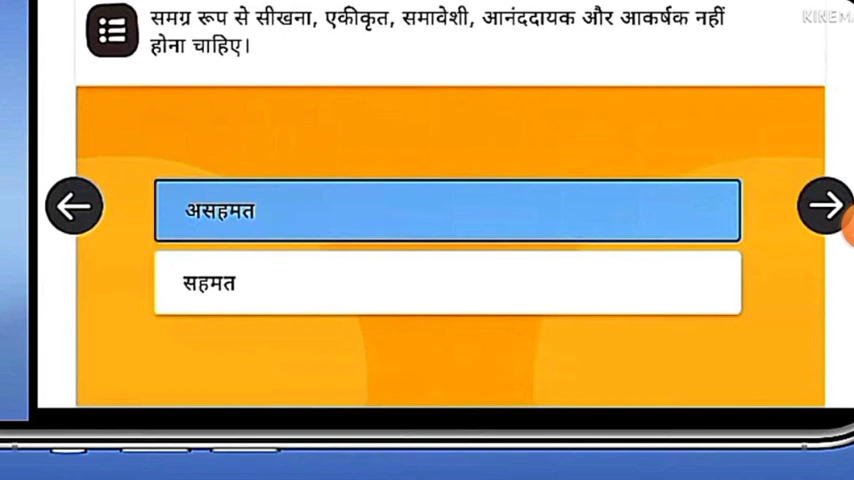 समग्र रूप से सीखना, एकीकृत, समावेशी, आनंददायक और आकर्षक नहीं
होना चाहिए।
असहमत
सहमत